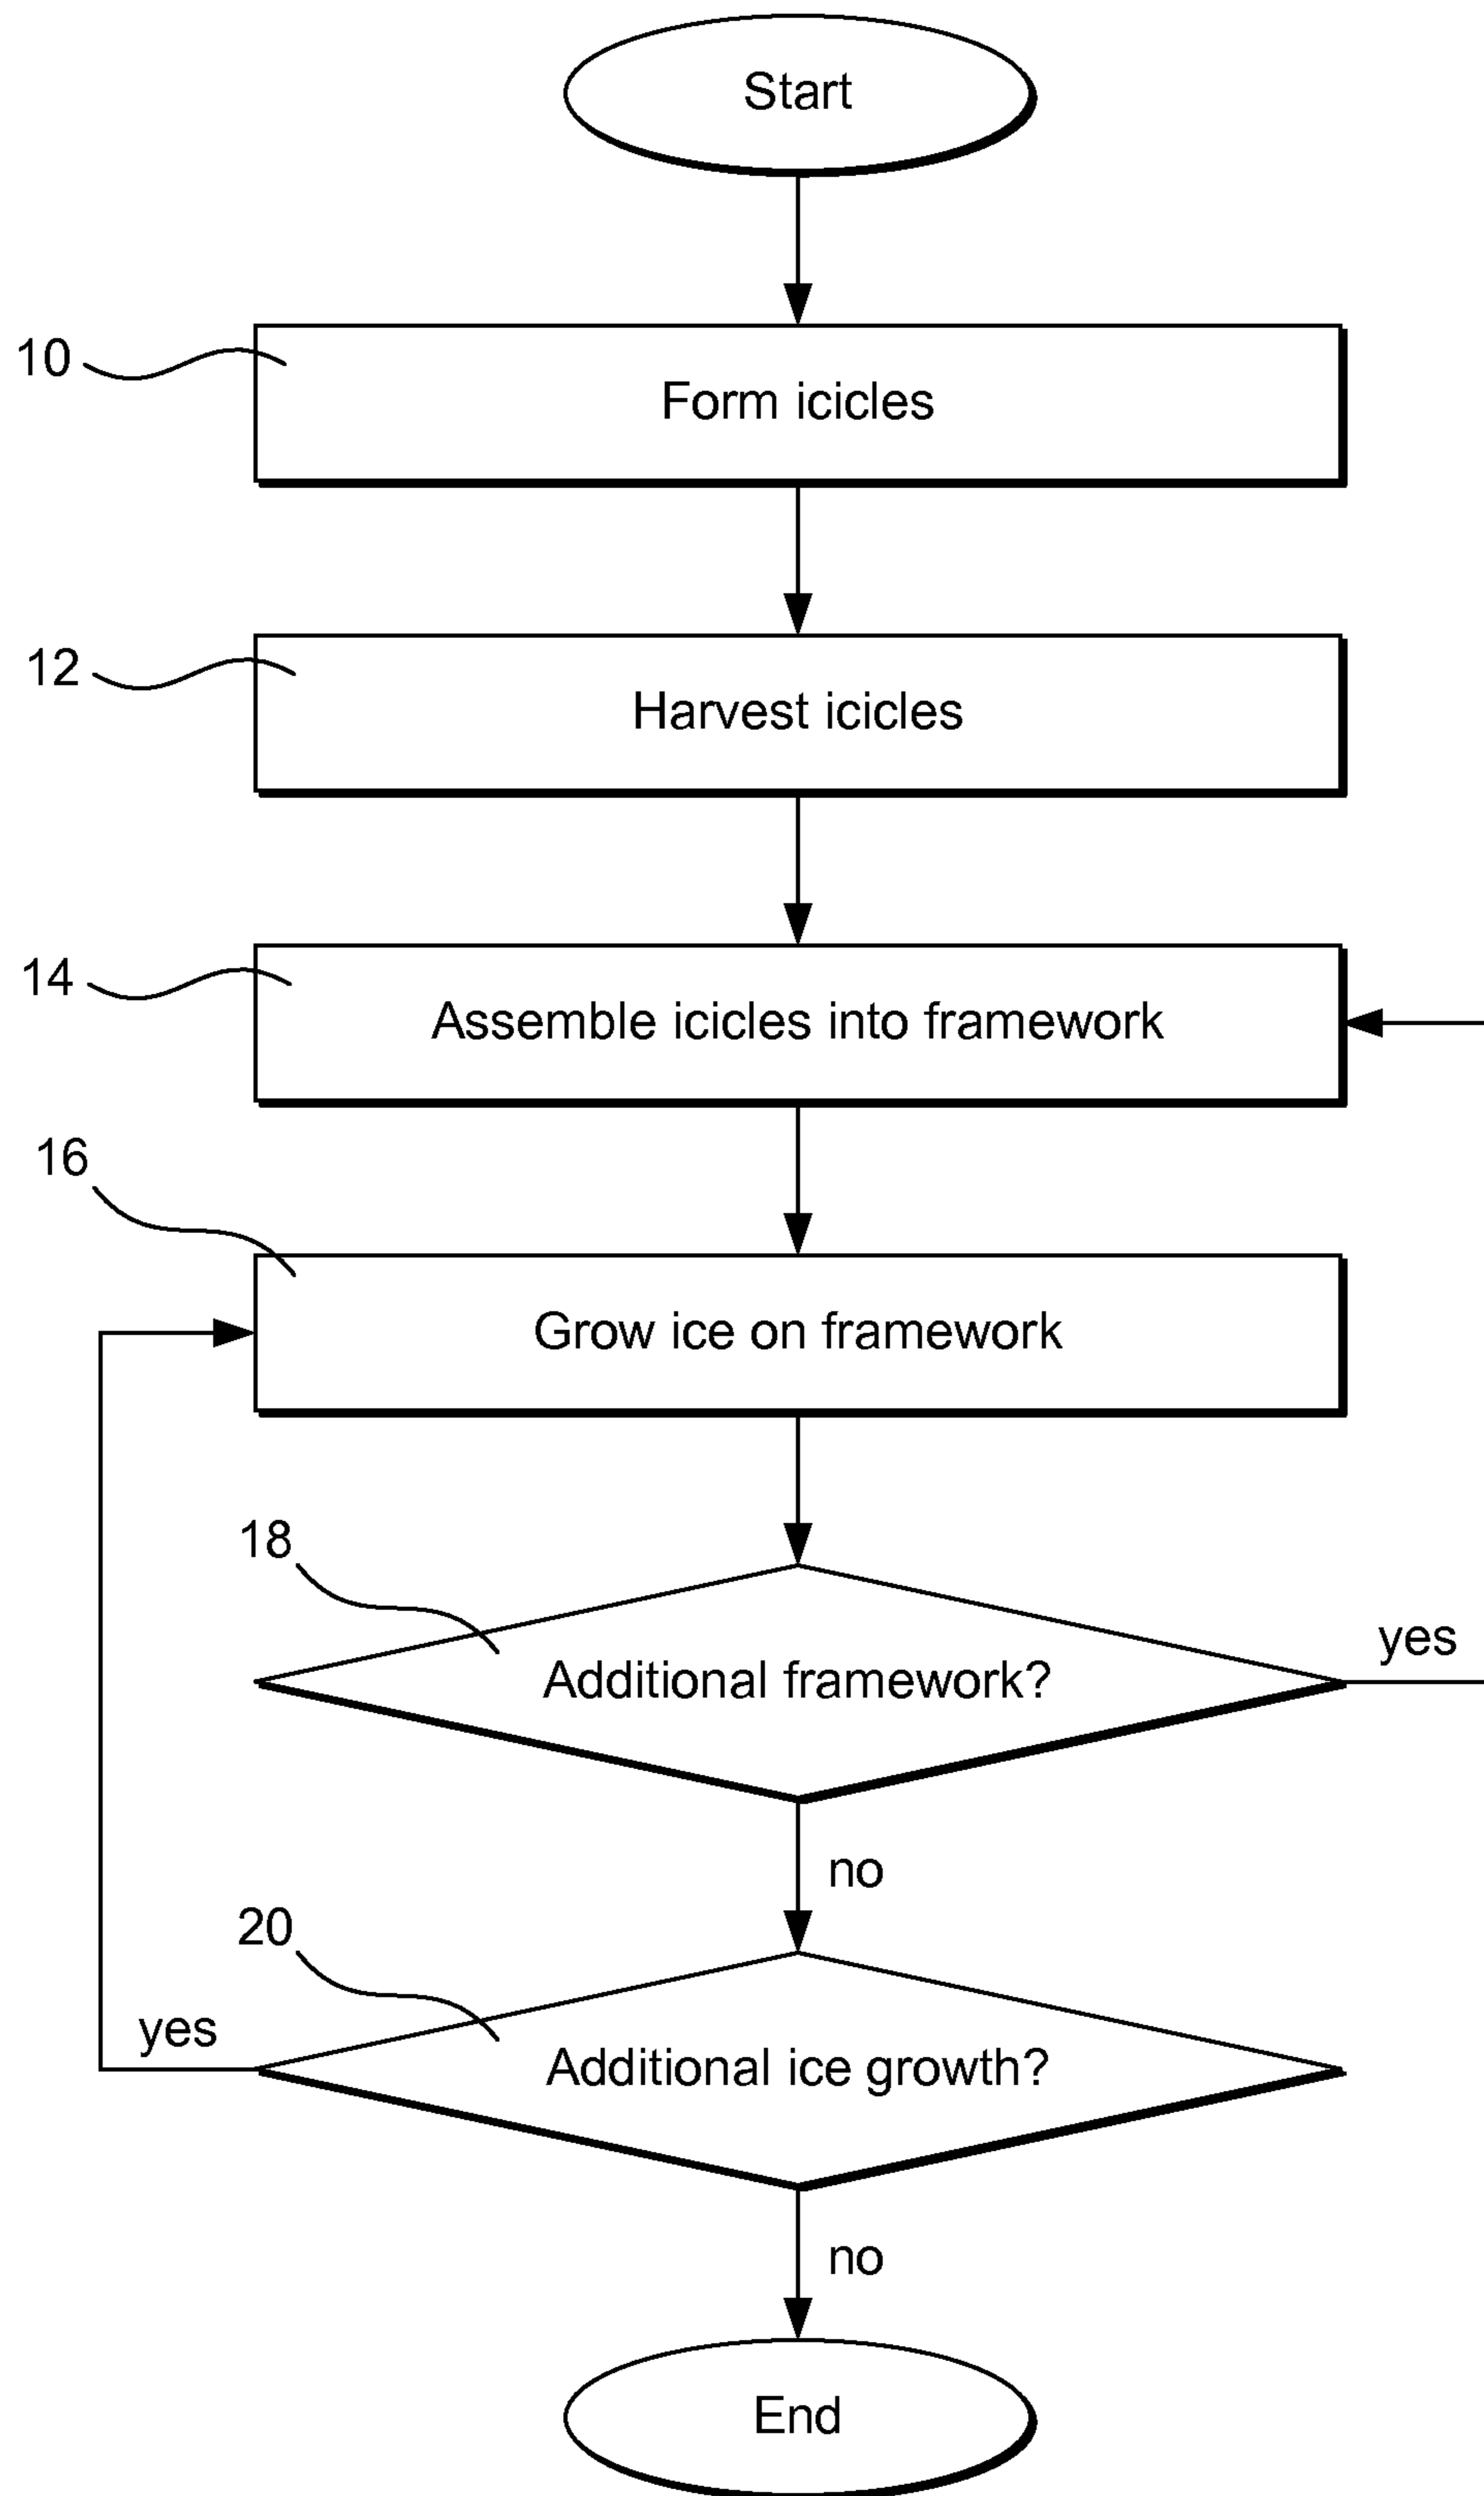 Start
10
Form icicles
12
Harvest icicles
14
Assemble icicles into framework
16
Grow ice on framework
18
Additional framework?
yes
no
20
yes
Additional ice growth?
no
End